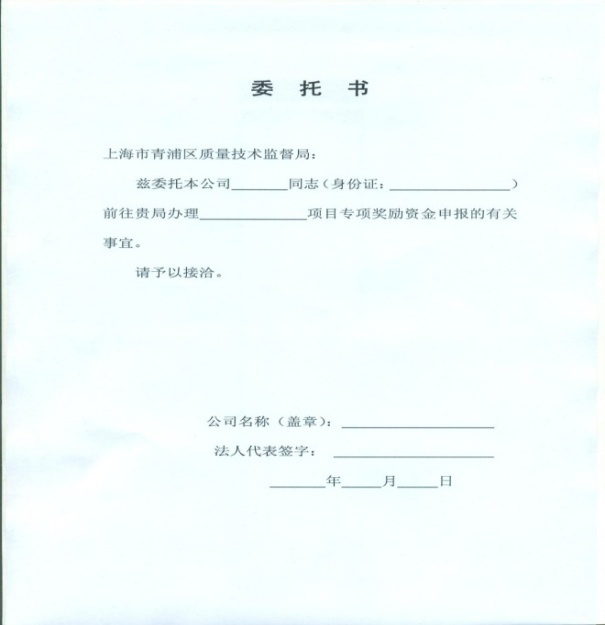 委 托 书
上海市青浦区质量技术监督局：
兹委托本公司_______同志（身份证：_______________）
前往贵局办理_____________项目专项奖励资金申报的有关
事宜。
请予以接洽。
公司名称（盖章）：___________________
法人代表签字： ____________________
_______年_____月_____日